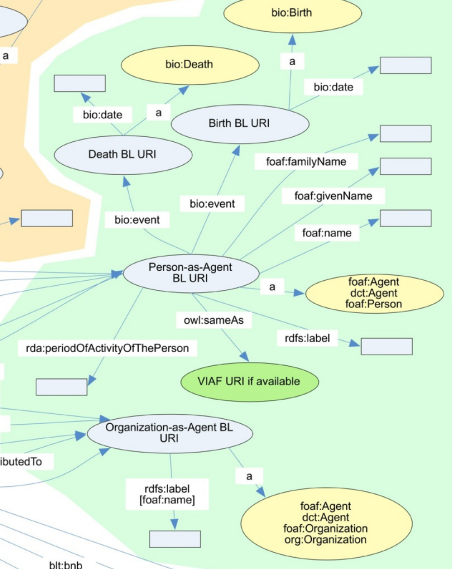 bio:Birth
a
a
bio:Death
bio:date
bio:date
a
Birth BL URI
Death BL URI
foaf:familyName
foaf:givenName
bio:event
bio:event
foaf:name
Person-as-Agent
BL URI
a
foaf:Agent
dct:Agent
foaf:Person
owl:sameAs
rdfs:label
rda:periodOfActivityOfThePerson
VIAF URI if available
Organization-as-Agent BL
URI
ibutedTo
a
rdfs:label
[foaf:name]
foaf:Agent
dct:Agent
foaf:Organization
org:Organization
blt:bnb